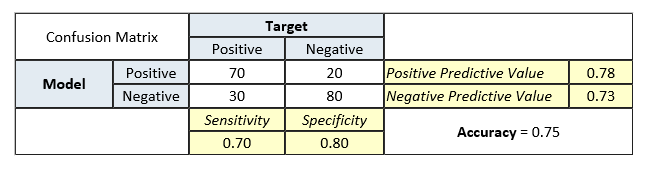 Confusion Matrix
Target
Positive Negative
Model
Positive 70 20 Positive Predictive Value 0.78
Negative 30 80 Negative Predictive Value 0.73
Sensitivity Specificity
Accuracy = 0.75
0.70 0.80